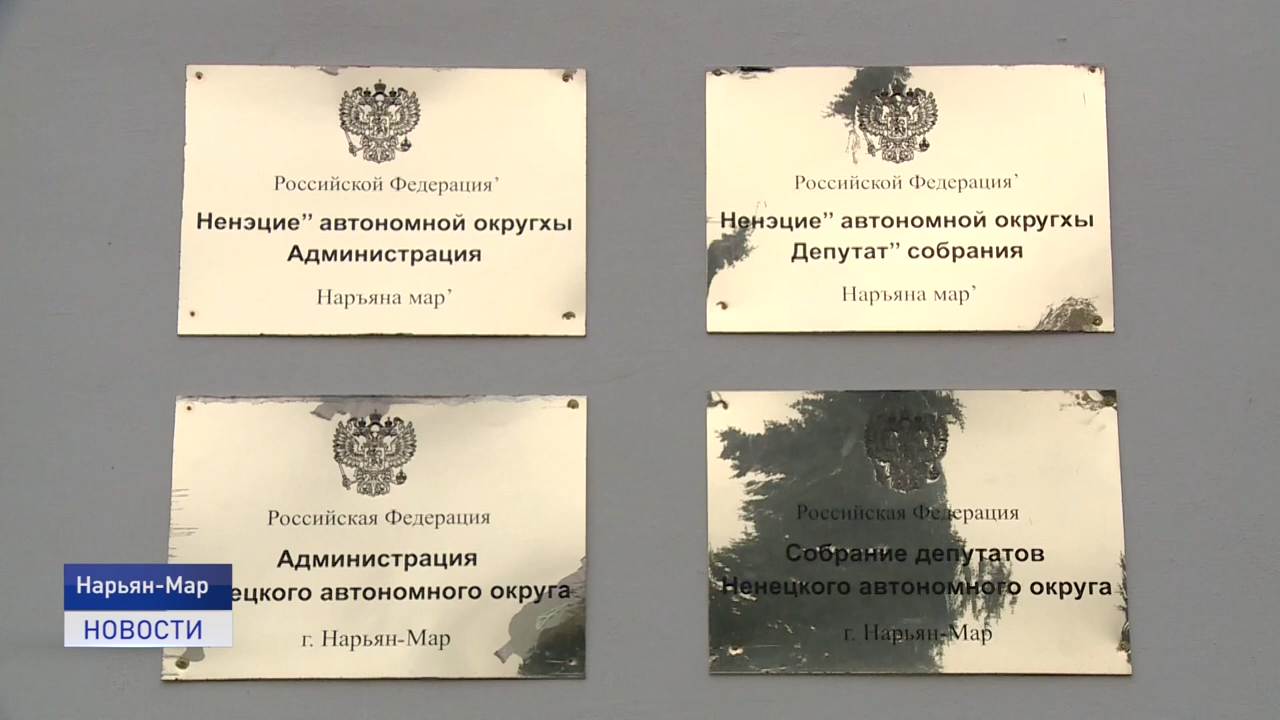 Российской Федерация’
Ненэцие” автономной округхы
Администрация
Наръяна мар’
Российской Федерация’
Ненэцие” автономной округхы
Депутат” собрания
Наръяна мар’
Российская Федерация
Администрация
автономного округа
г. Нарьян-Мар
Российская Федерация
Собрание депутатов
Ненецкого автономного округа
г. Нарьян-Мар
Нарьян-Мар
НОВОСТИ